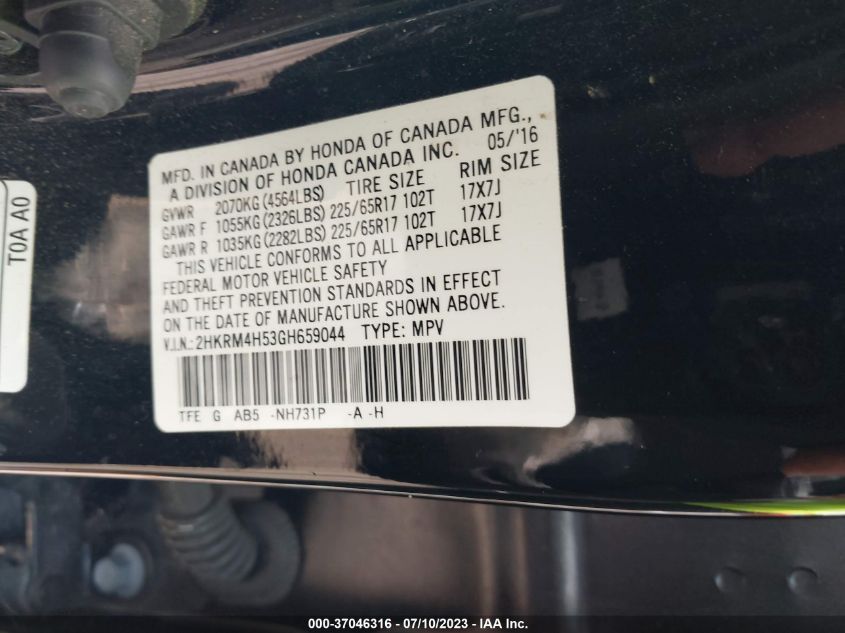 MFD. IN CANADA BY HONDA OF CANADA MFG.,
A DIVISION OF HONDA CANADA INC. 05/'16
GVWR 2070KG(4564LBS) TIRE SIZE RIM SIZE
GAWR F 1055KG(2326LBS) 225/65R17 102T 17X7J
GAWR R 1035KG(2282LBS) 225/65R17 102T 17X7J
THIS VEHICLE CONFORMS TO ALL APPLICABLE
FEDERAL MOTOR VEHICLE SAFETY
AND THEFT PREVENTION STANDARDS IN EFFECT
ON THE DATE OF MANUFACTURE SHOWN ABOVE.
V.I.N.:2HKRM4H53GH659044 TYPE: MPV
TFE G AB5 -NH731P -A -H
T0A A0
000-37046316 - 07/10/2023 - IAA Inc.